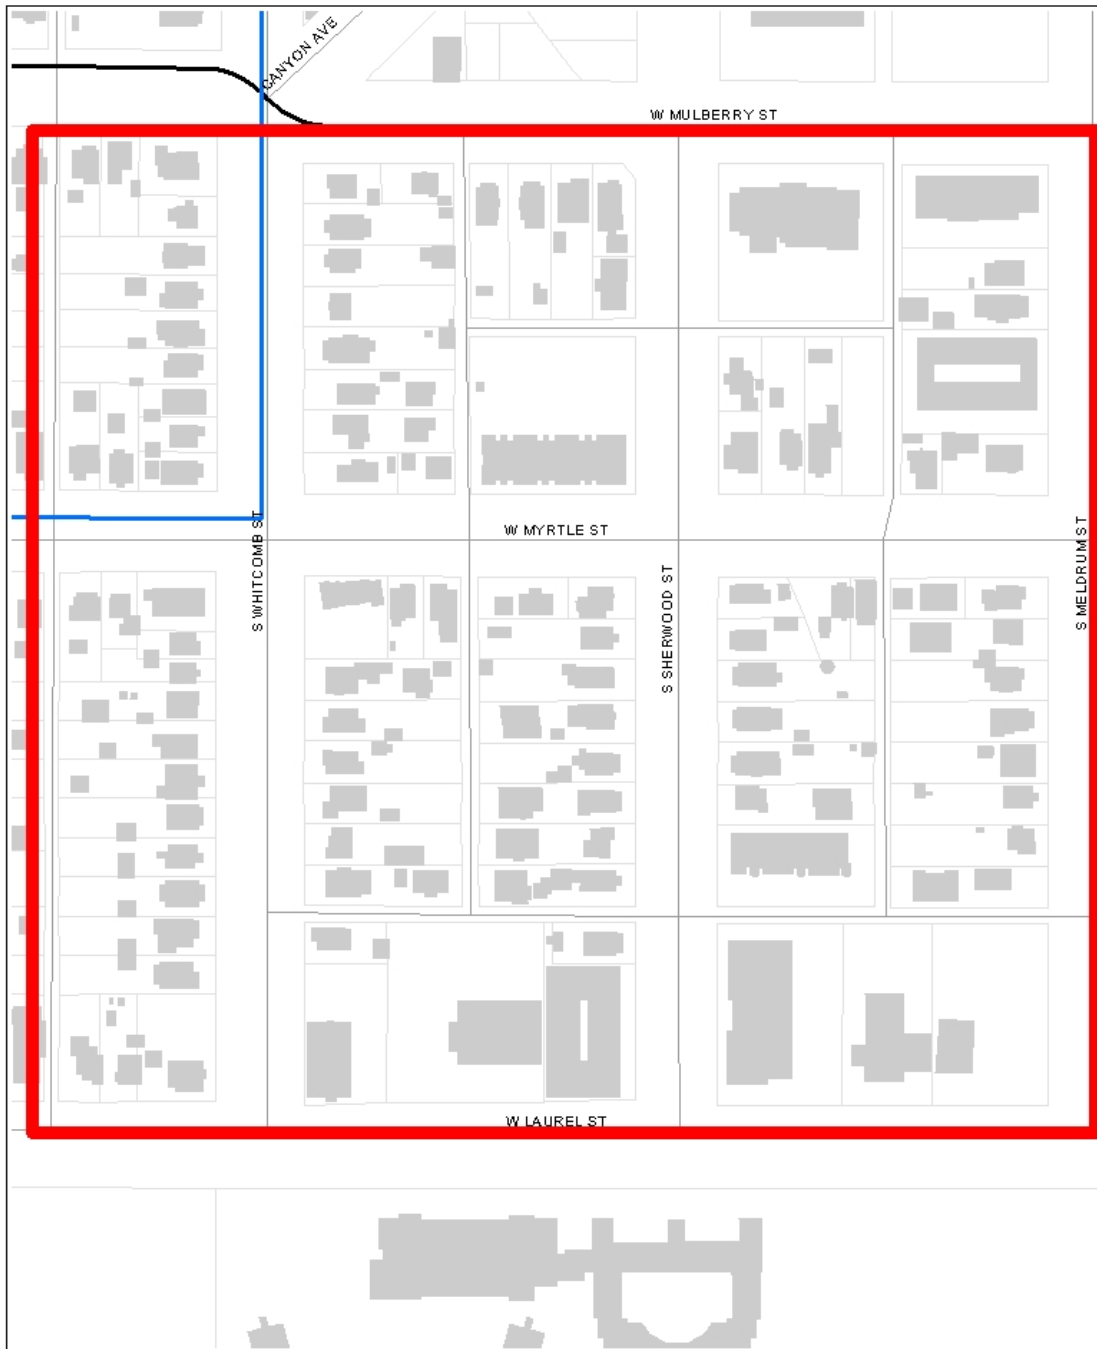 CANYON AVE
W MULBERRY ST
W MYRTLE ST
S WHITCOMB ST
S SHERWOOD ST
S MELDRUM ST
W LAUREL ST